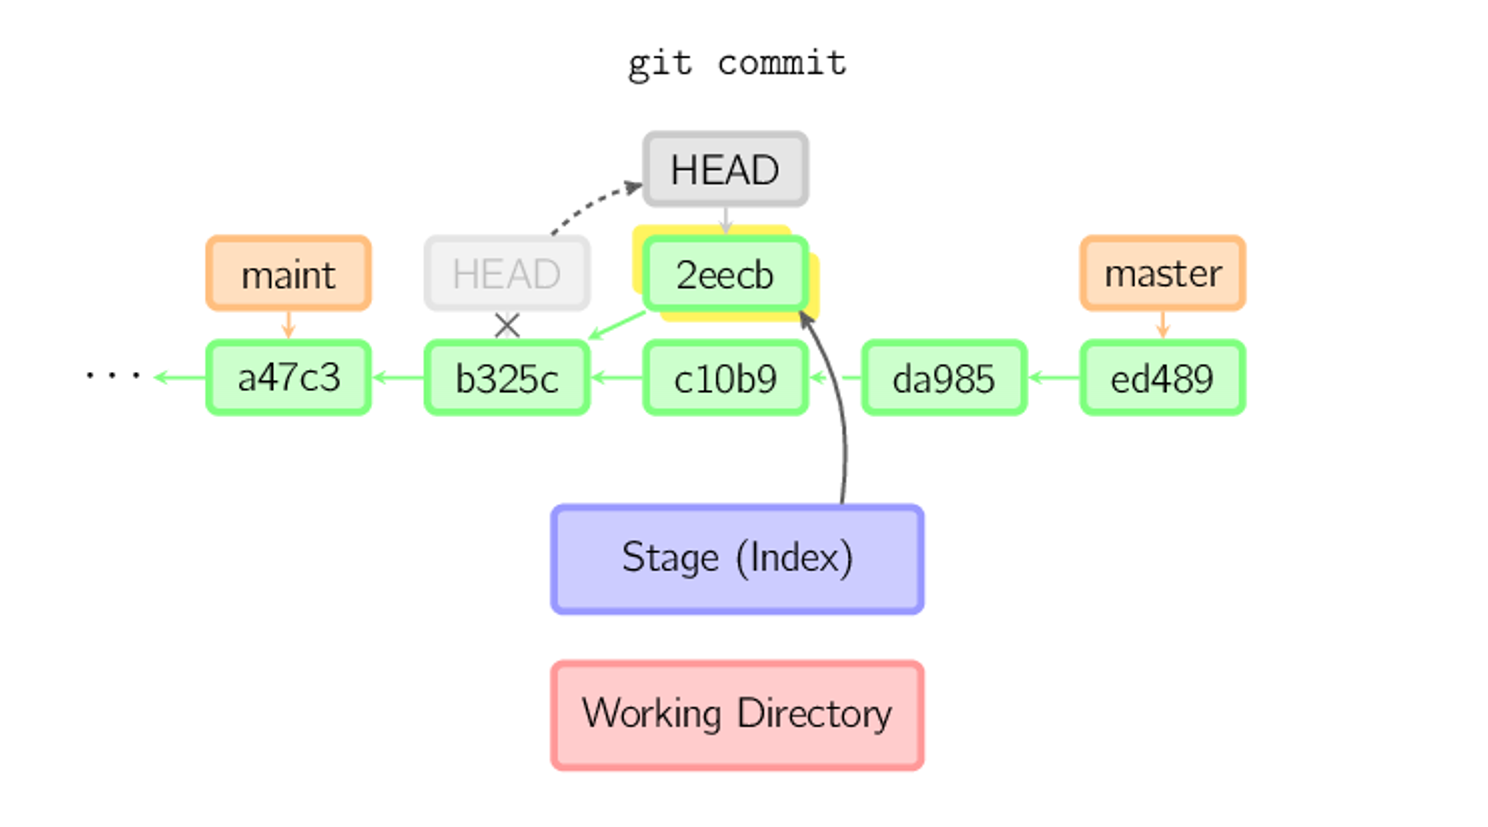 git commit
HEAD
maint
HEAD
2eecb
master
...
a47c3
b325c
c10b9
da985
ed489
Stage (Index)
Working Directory